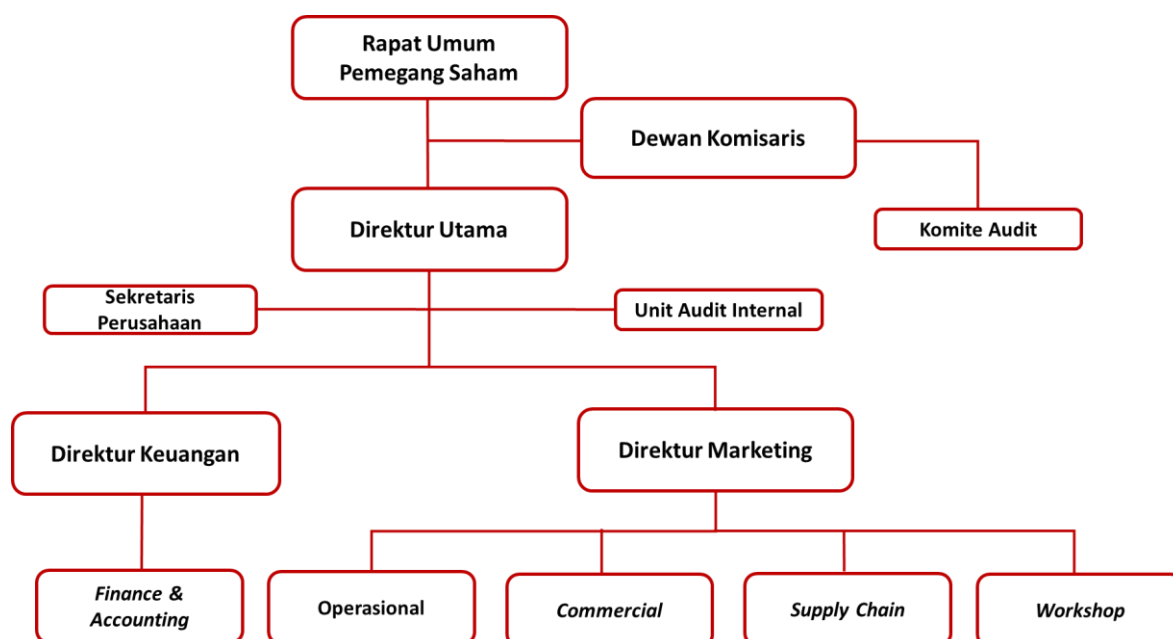 Rapat Umum
Pemegang Saham
Dewan Komisaris
Direktur Utama
Komite Audit
Sekretaris
Perusahaan
Unit Audit Internal
Direktur Keuangan
Direktur Marketing
Finance &
Accounting
Operasional
Commercial
Supply Chain
Workshop